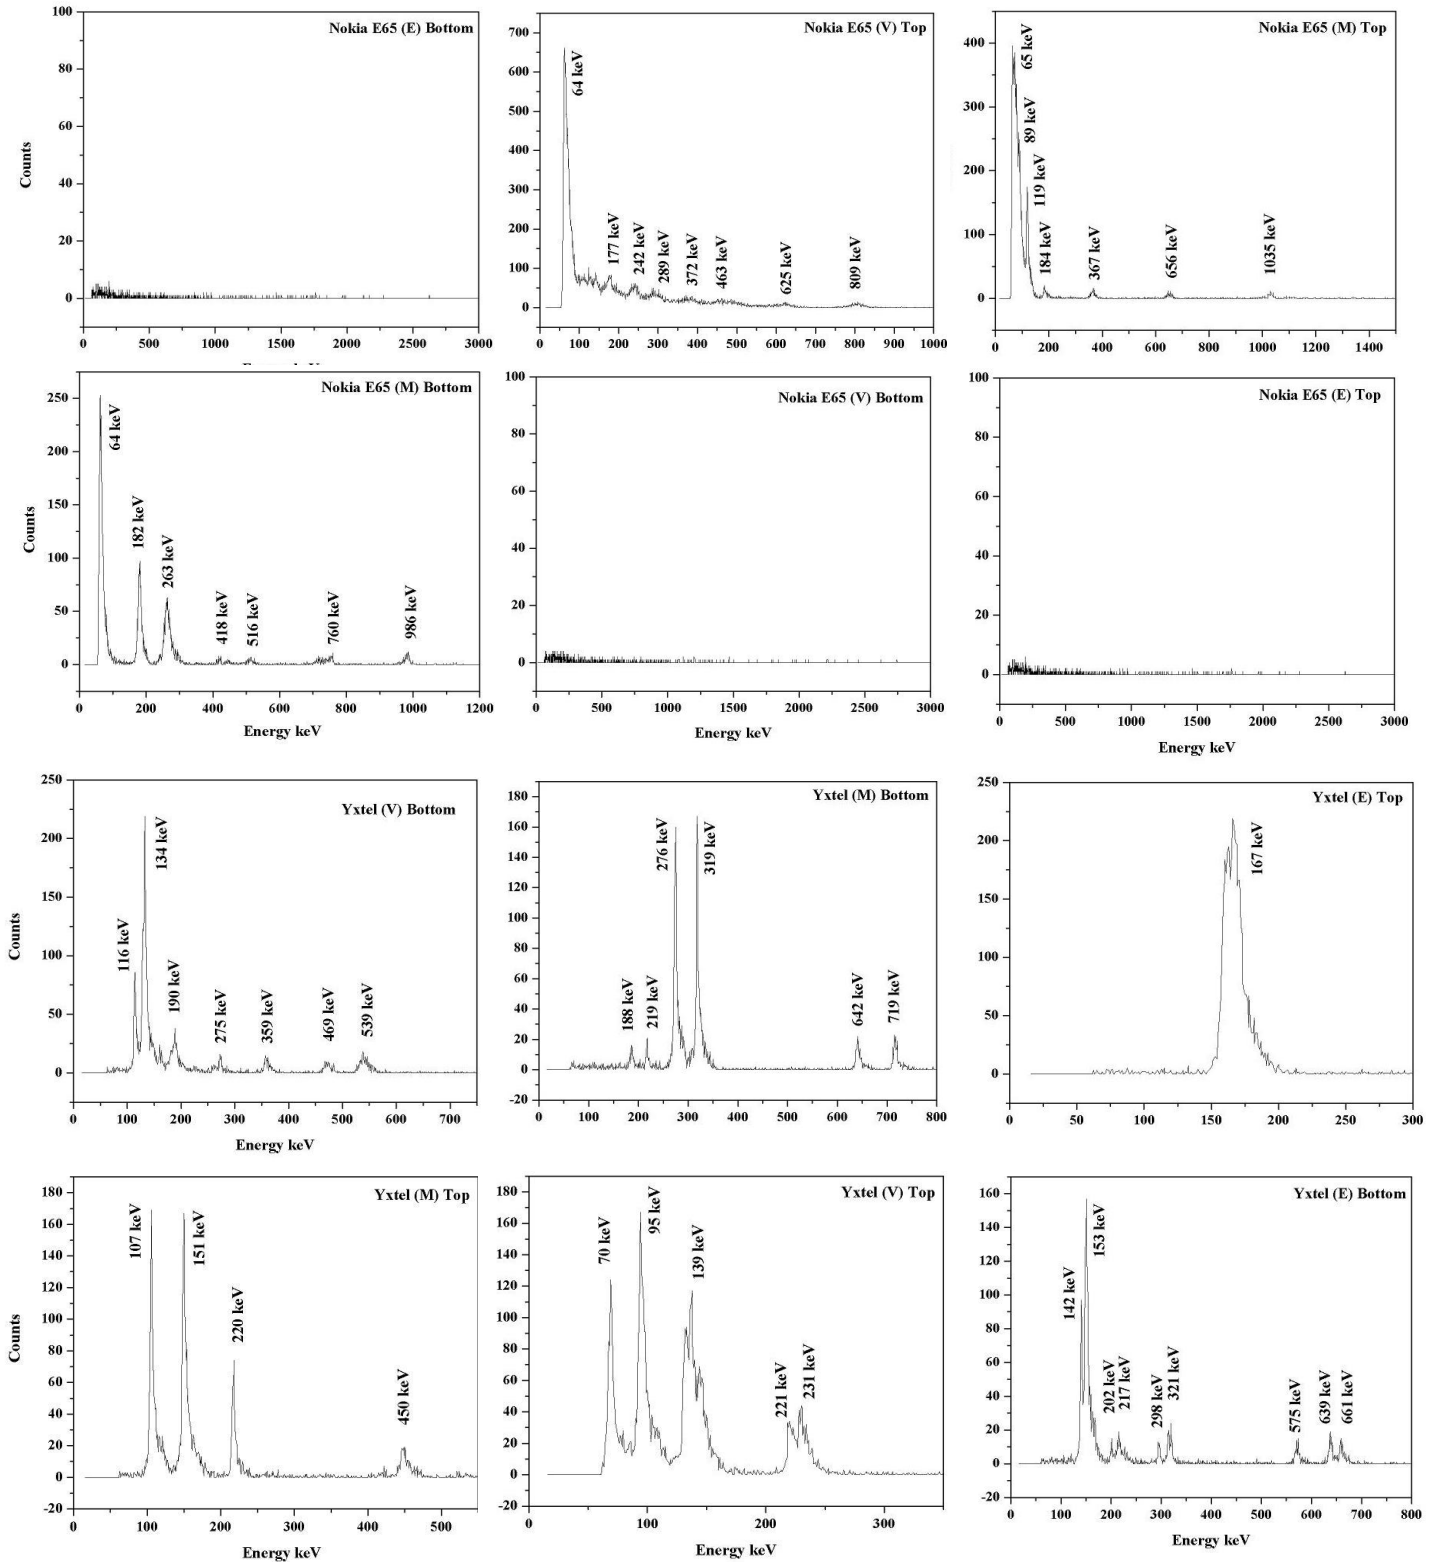 Nokia E65 (E) Bottom
Counts
100
80
60
40
20
0
0 500 1000 1500 2000 2500 3000
Nokia E65 (V) Top
700
600
500
400
300
200
100
0
64 keV
177 keV
242 keV
289 keV
372 keV
463 keV
625 keV
809 keV
0 100 200 300 400 500 600 700 800 900 1000
Nokia E65 (M) Top
400
300
200
100
0
65 keV
89 keV
119 keV
184 keV
367 keV
656 keV
1035 keV
0 200 400 600 800 1000 1200 1400
Nokia E65 (M) Bottom
Counts
250
200
150
100
50
0
64 keV
182 keV
263 keV
418 keV
516 keV
760 keV
986 keV
0 200 400 600 800 1000 1200
Energy keV
Nokia E65 (V) Bottom
100
80
60
40
20
0
0 500 1000 1500 2000 2500 3000
Energy keV
Nokia E65 (E) Top
100
80
60
40
20
0
0 500 1000 1500 2000 2500 3000
Energy keV
Yxtel (V) Bottom
Counts
250
200
150
100
50
0
116 keV
134 keV
190 keV
275 keV
359 keV
469 keV
539 keV
0 100 200 300 400 500 600 700
Energy keV
Yxtel (M) Bottom
180
160
140
120
100
80
60
40
20
0
-20
188 keV
219 keV
276 keV
319 keV
642 keV
719 keV
0 100 200 300 400 500 600 700 800
Yxtel (E) Top
250
200
150
100
50
0
167 keV
0 50 100 150 200 250 300
Yxtel (M) Top
Counts
180
160
140
120
100
80
60
40
20
0
-20
107 keV
151 keV
220 keV
450 keV
0 100 200 300 400 500
Energy keV
Yxtel (V) Top
180
160
140
120
100
80
60
40
20
0
-20
70 keV
95 keV
139 keV
221 keV
231 keV
0 100 200 300
Energy keV
Yxtel (E) Bottom
160
140
120
100
80
60
40
20
0
-20
142 keV
153 keV
202 keV
217 keV
298 keV
321 keV
575 keV
639 keV
661 keV
0 100 200 300 400 500 600 700 800
Energy keV